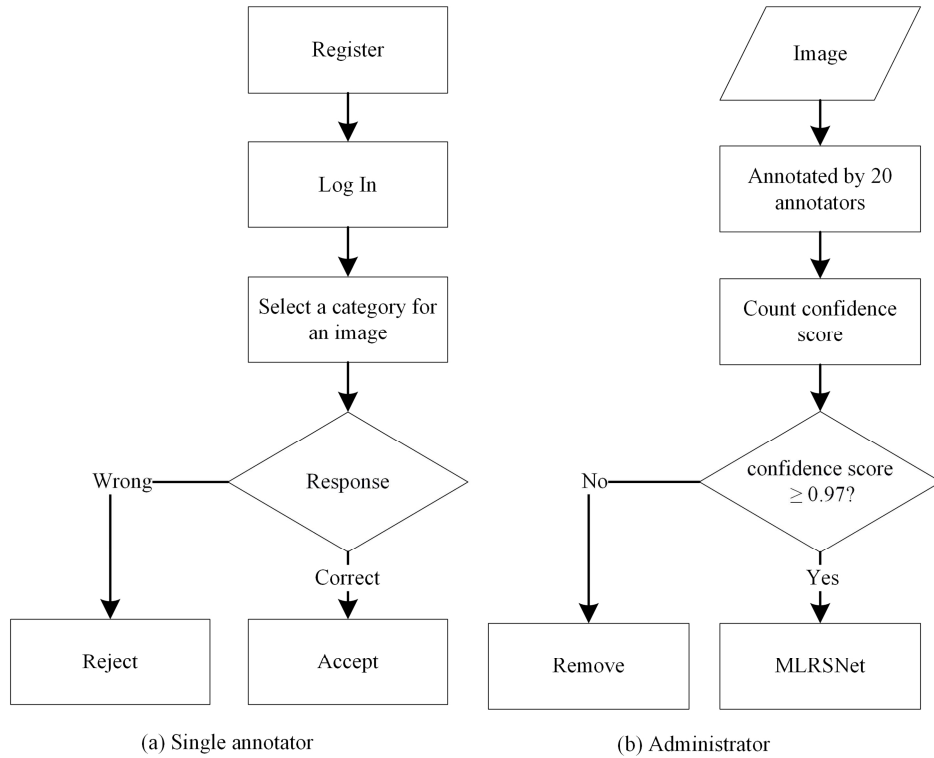 Register
Log In
Select a category for
an image
Response
Wrong
Correct
Reject
Accept
(a) Single annotator
Image
Annotated by 20
annotators
Count confidence
score
confidence score
≥ 0.97?
No
Yes
Remove
MLRSNet
(b) Administrator